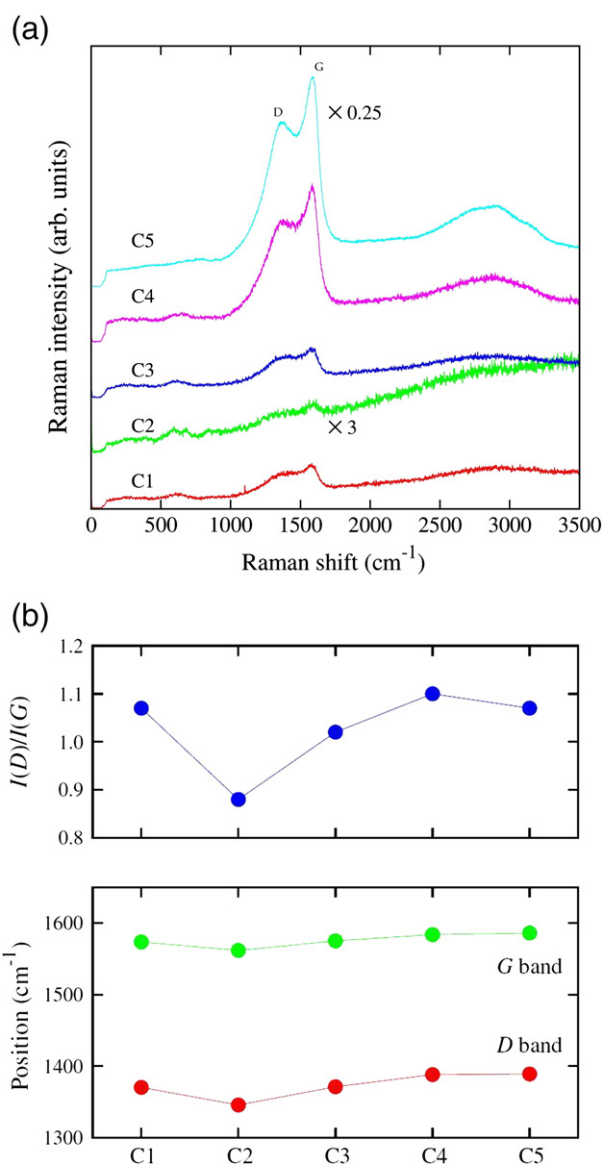 (a)
G
D
× 0.25
C5
C4
C3
C2
× 3
C1
Raman intensity (arb. units)
0 500 1000 1500 2000 2500 3000 3500
Raman shift (cm⁻¹)
(b)
1.2
1.1
1.0
0.9
0.8
I(D)/I(G)
1600
1500
1400
1300
Position (cm⁻¹)
G band
D band
C1 C2 C3 C4 C5